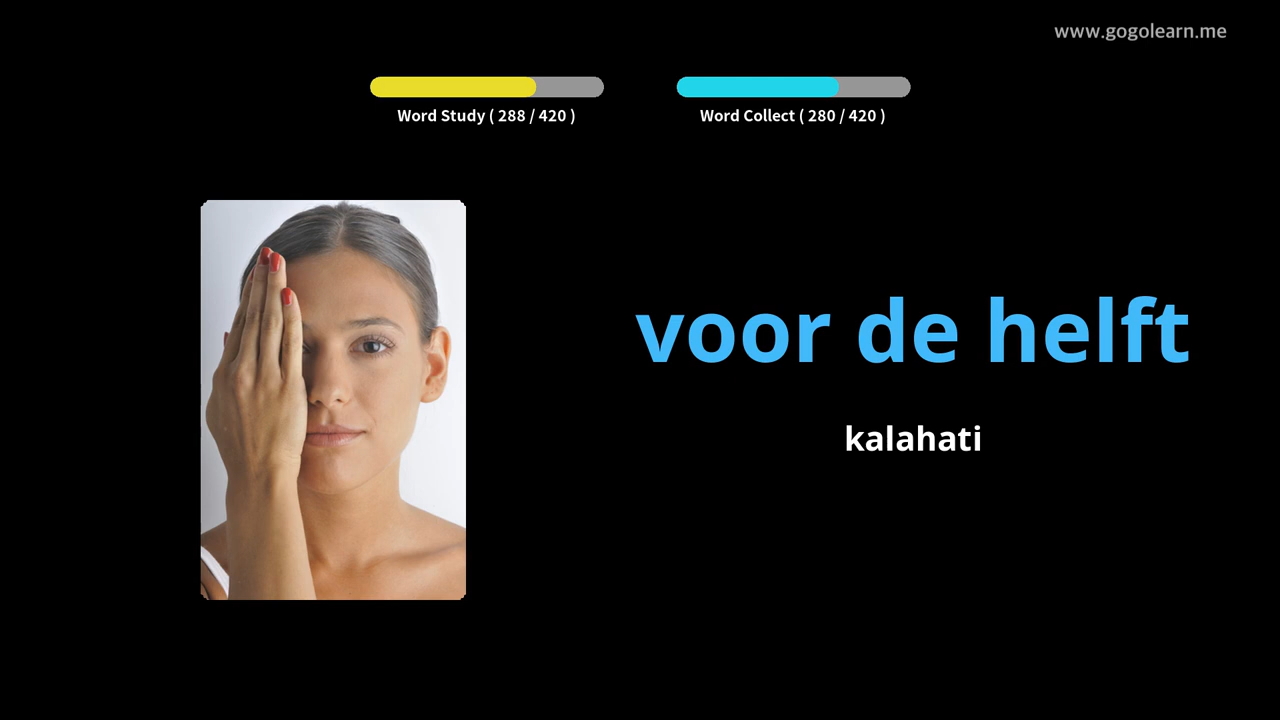 www.gogolearn.me
Word Study ( 288 / 420 )
Word Collect ( 280 / 420 )
voor de helft
kalahati